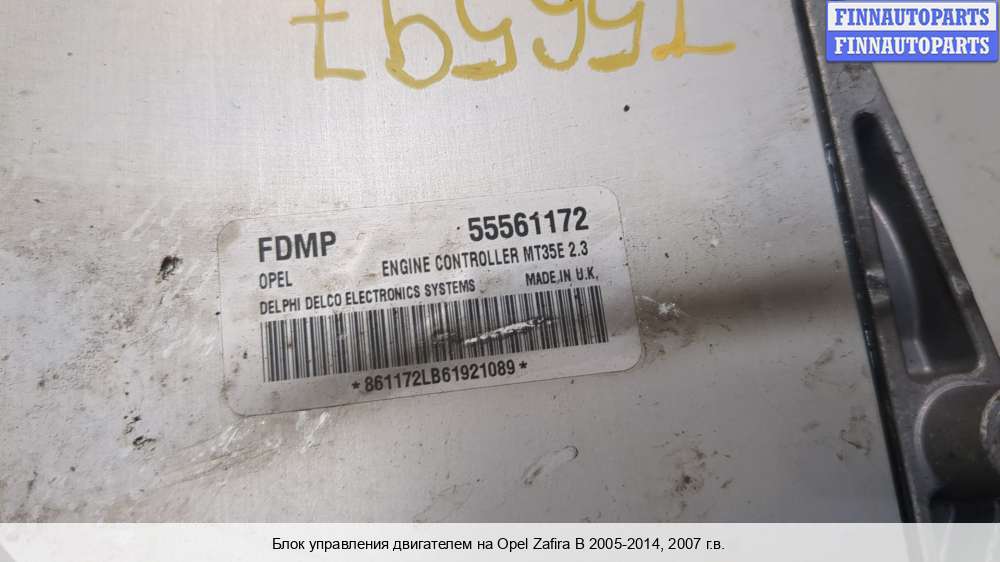 FINNAUTOPARTS
FINNAUTOPARTS
FDMP 55561172
OPEL ENGINE CONTROLLER MT35E 2.3
DELPHI DELCO ELECTRONICS SYSTEMS MADE IN U.K.
*861172LB61921089*
Блок управления двигателем на Opel Zafira B 2005-2014, 2007 г.в.